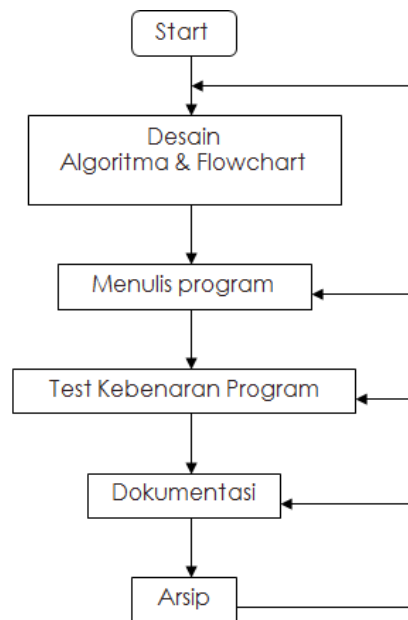 Start
Desain
Algoritma & Flowchart
Menulis program
Test Kebenaran Program
Dokumentasi
Arsip